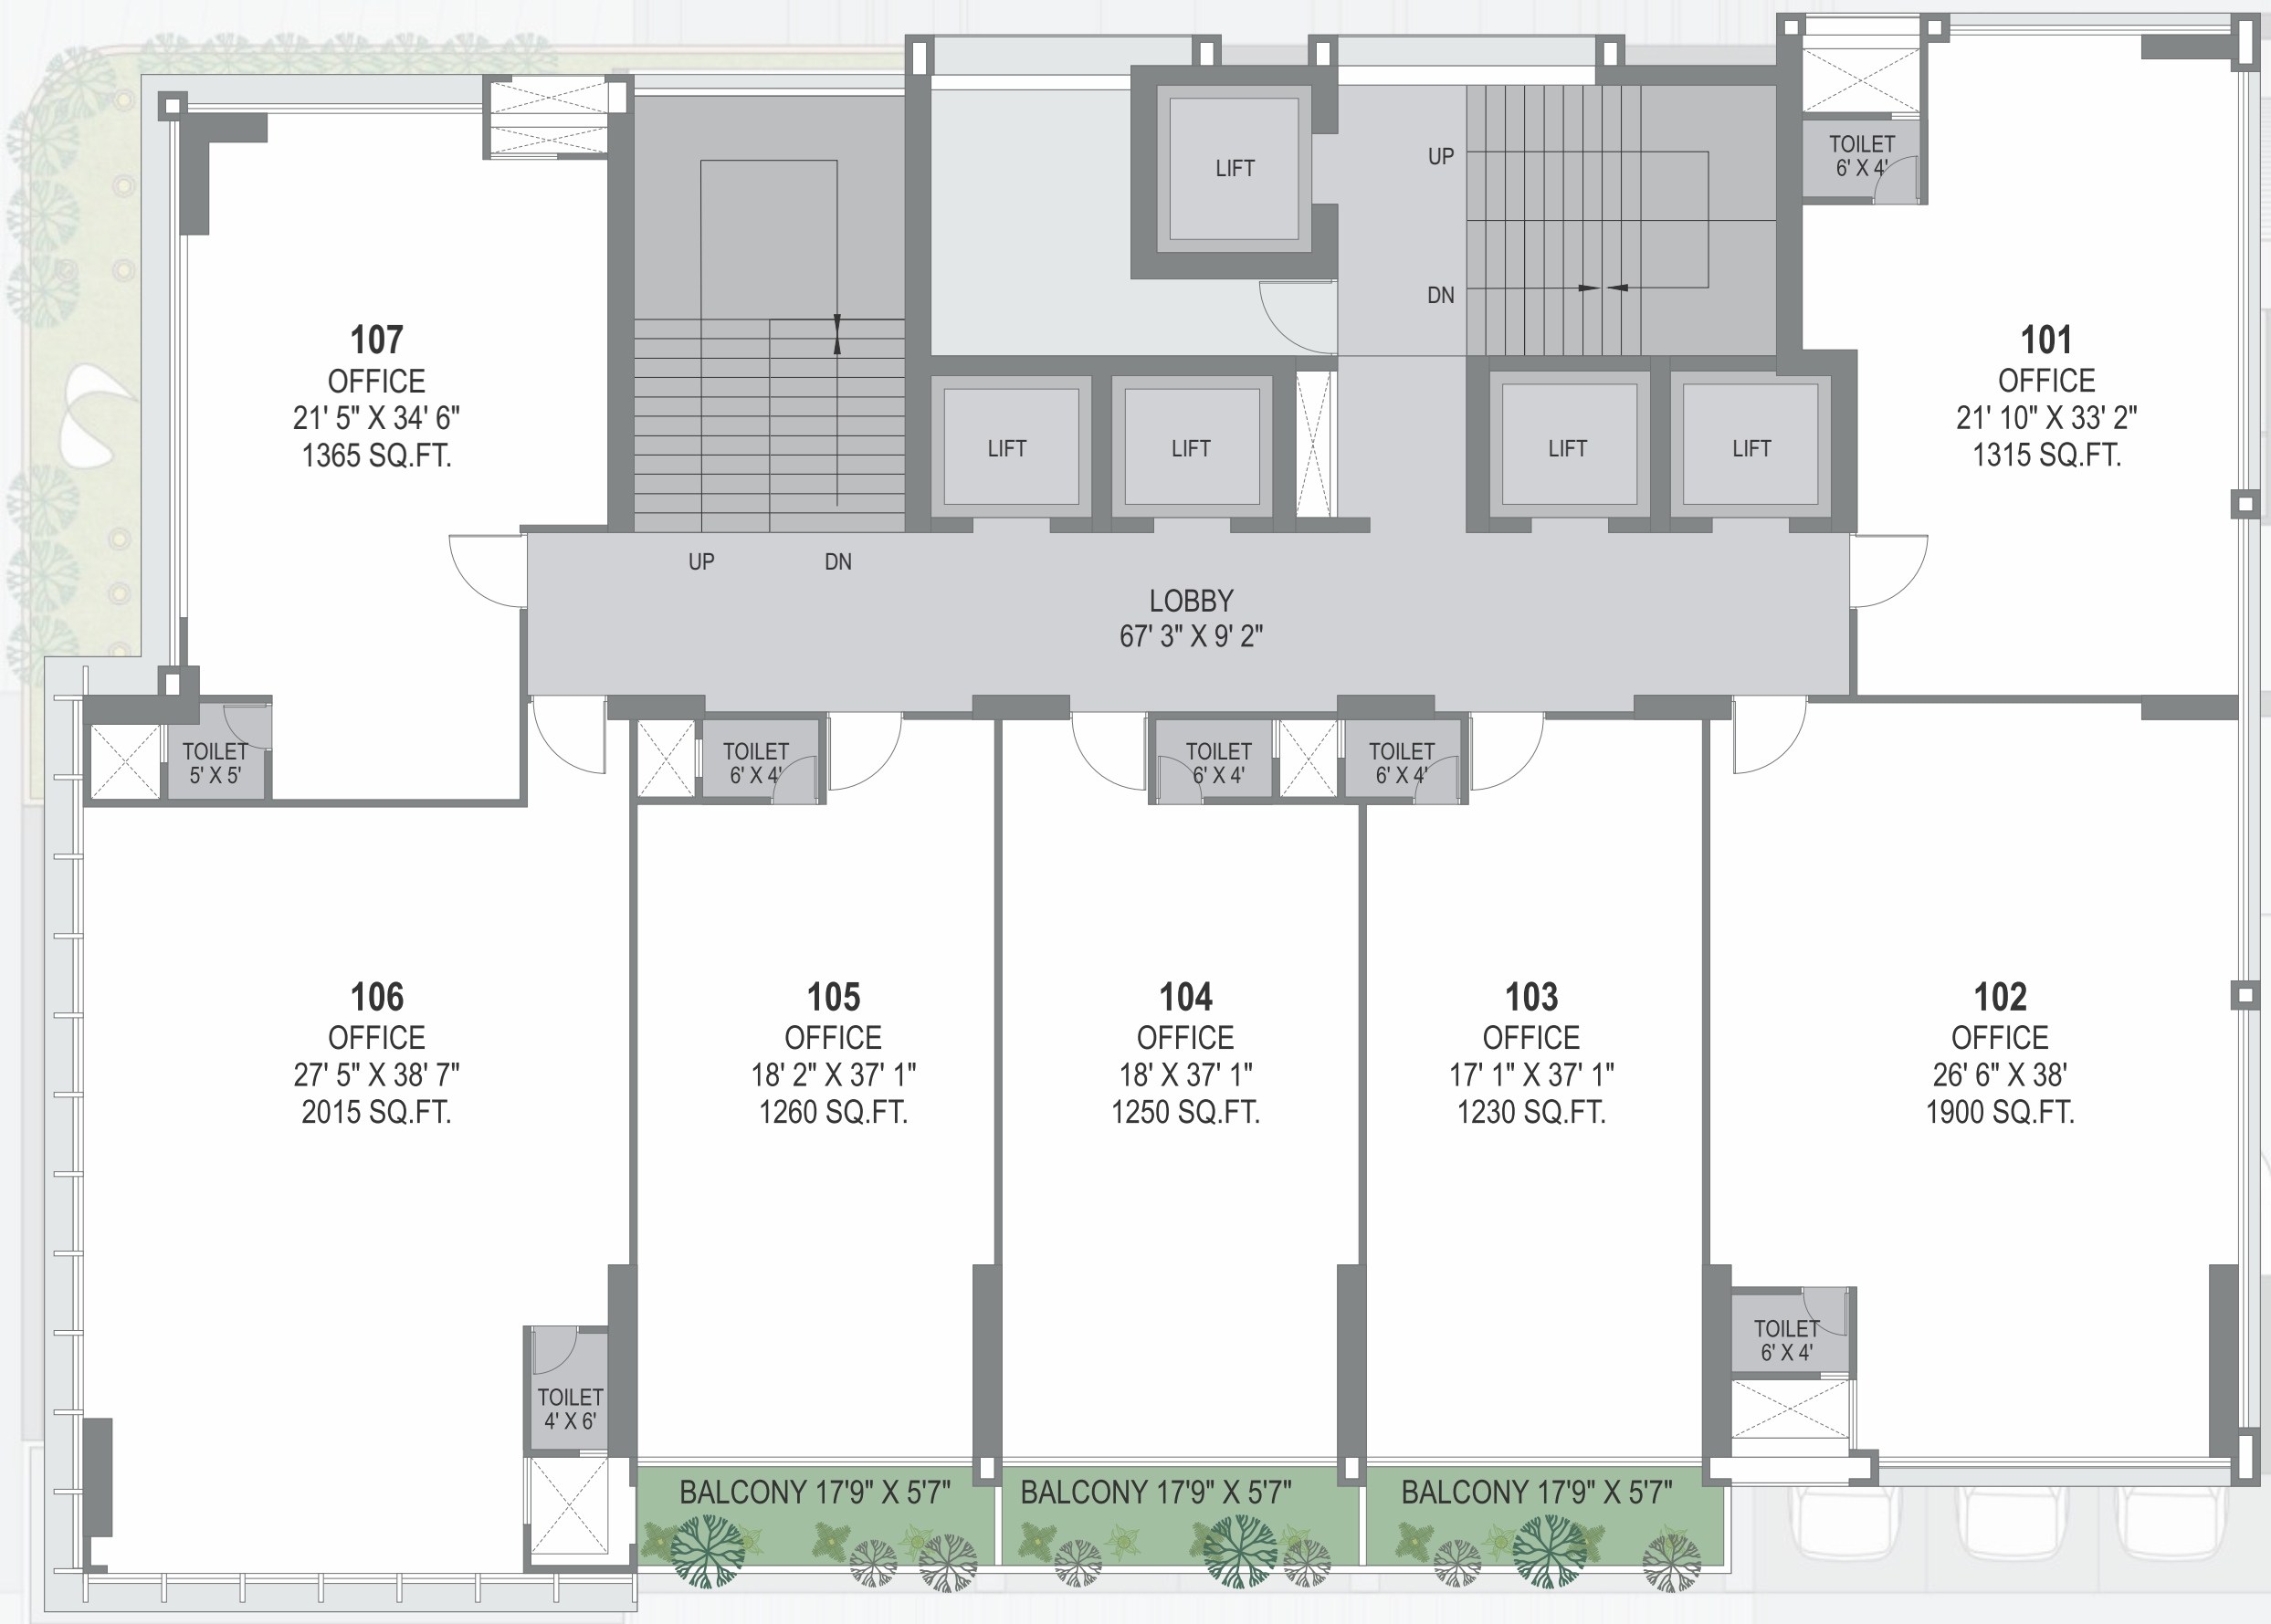 TOILET
6' X 4'
LIFT
UP
DN
107
OFFICE
21' 5" X 34' 6"
1365 SQ.FT.
101
OFFICE
21' 10" X 33' 2"
1315 SQ.FT.
LIFT
LIFT
LIFT
LIFT
UP
DN
LOBBY
67' 3" X 9' 2"
TOILET
5' X 5'
TOILET
6' X 4'
TOILET
6' X 4'
TOILET
6' X 4'
106
OFFICE
27' 5" X 38' 7"
2015 SQ.FT.
105
OFFICE
18' 2" X 37' 1"
1260 SQ.FT.
104
OFFICE
18' X 37' 1"
1250 SQ.FT.
103
OFFICE
17' 1" X 37' 1"
1230 SQ.FT.
102
OFFICE
26' 6" X 38'
1900 SQ.FT.
TOILET
6' X 4'
TOILET
4' X 6'
BALCONY 17'9" X 5'7"
BALCONY 17'9" X 5'7"
BALCONY 17'9" X 5'7"